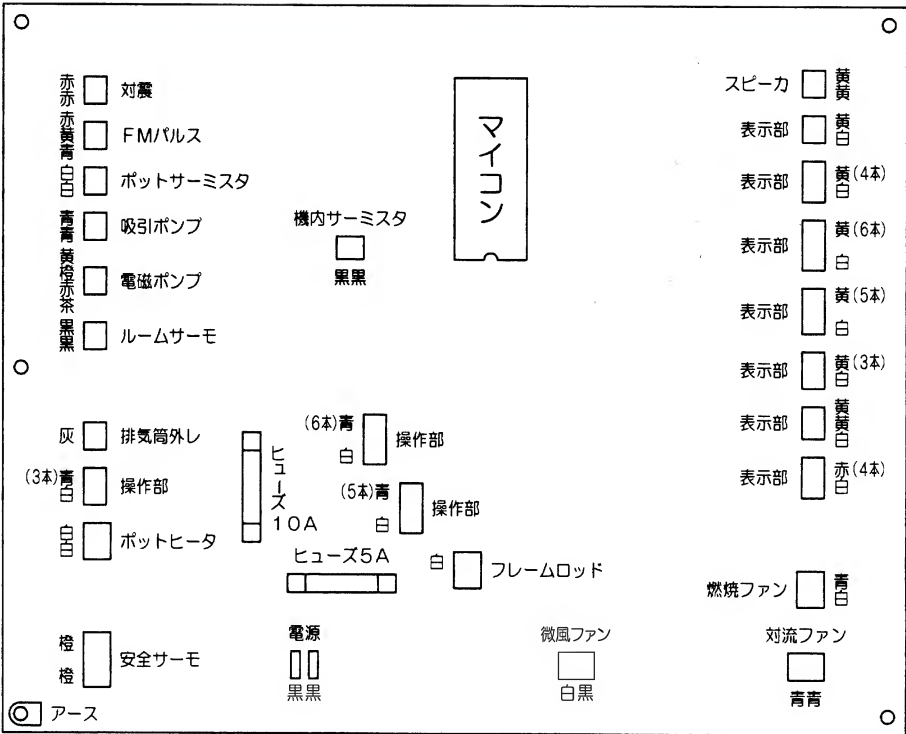 赤
赤
対震
赤
黄
青
FMパルス
白
白
ポットサーミスタ
青
青
吸引ポンプ
黄
橙
赤
茶
電磁ポンプ
黒
黒
ルームサーモ
灰
排気筒外レ
(3本)青
白
操作部
白
白
ポットヒータ
橙
橙
安全サーモ
アース
機内サーミスタ
黒黒
マイコン
(6本)青
白
操作部
ヒューズ
10A
(5本)青
白
操作部
ヒューズ5A
白
フレームロッド
電源
黒黒
微風ファン
白黒
スピーカ
黄
黄
表示部
黄
白
表示部
黄(4本)
白
表示部
黄(6本)
白
表示部
黄(5本)
白
表示部
黄(3本)
白
表示部
黄
黄
白
表示部
赤(4本)
白
燃焼ファン
青
白
対流ファン
青青